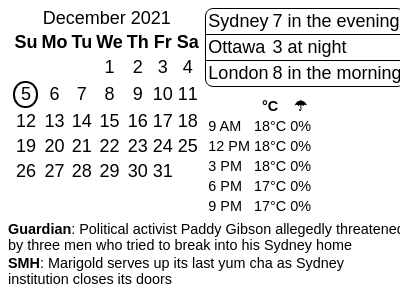 December 2021
Su Mo Tu We Th Fr Sa
1 2 3 4
5 6 7 8 9 10 11
12 13 14 15 16 17 18
19 20 21 22 23 24 25
26 27 28 29 30 31
Sydney 7 in the evening
Ottawa 3 at night
London 8 in the morning
°C ☂
9 AM 18°C 0%
12 PM 18°C 0%
3 PM 18°C 0%
6 PM 17°C 0%
9 PM 17°C 0%
Guardian: Political activist Paddy Gibson allegedly threatened
by three men who tried to break into his Sydney home
SMH: Marigold serves up its last yum cha as Sydney
institution closes its doors